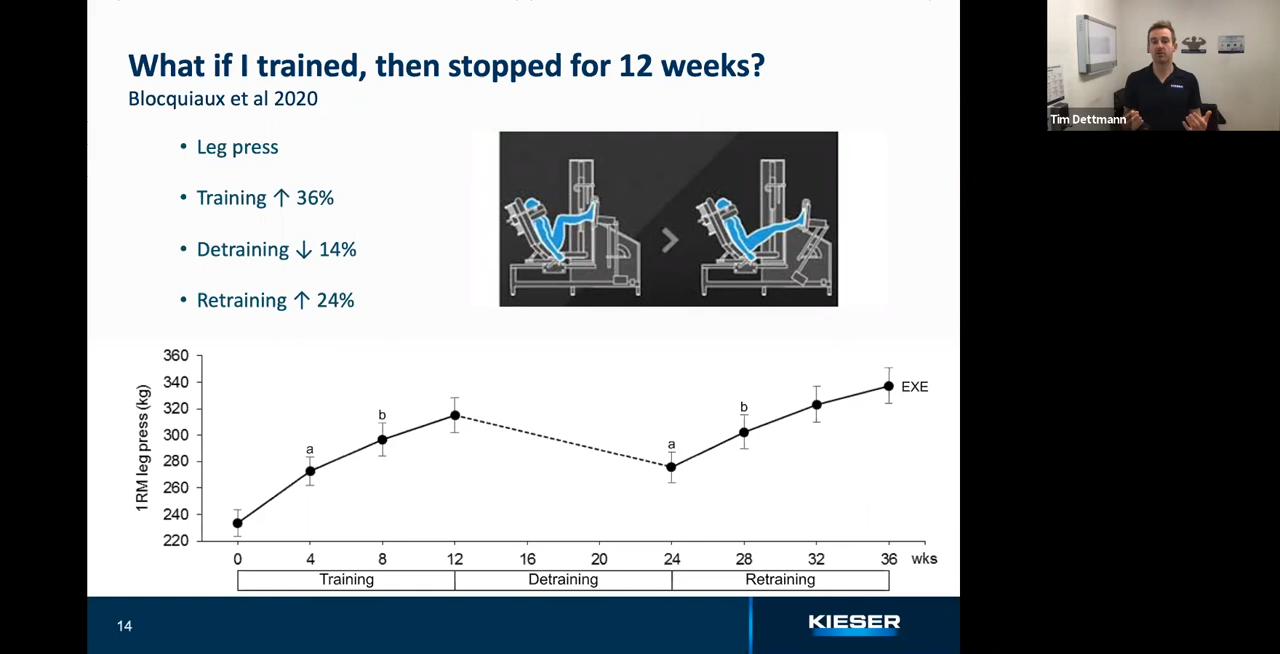 What if I trained, then stopped for 12 weeks?
Blocquiaux et al 2020
• Leg press
• Training ↑ 36%
• Detraining ↓ 14%
• Retraining ↑ 24%
360
340
320
300
280
260
240
220
1RM leg press (kg)
a
b
a
b
EXE
0 4 8 12 16 20 24 28 32 36 wks
Training Detraining Retraining
14
KIESER
Tim Dettmann
KIESER